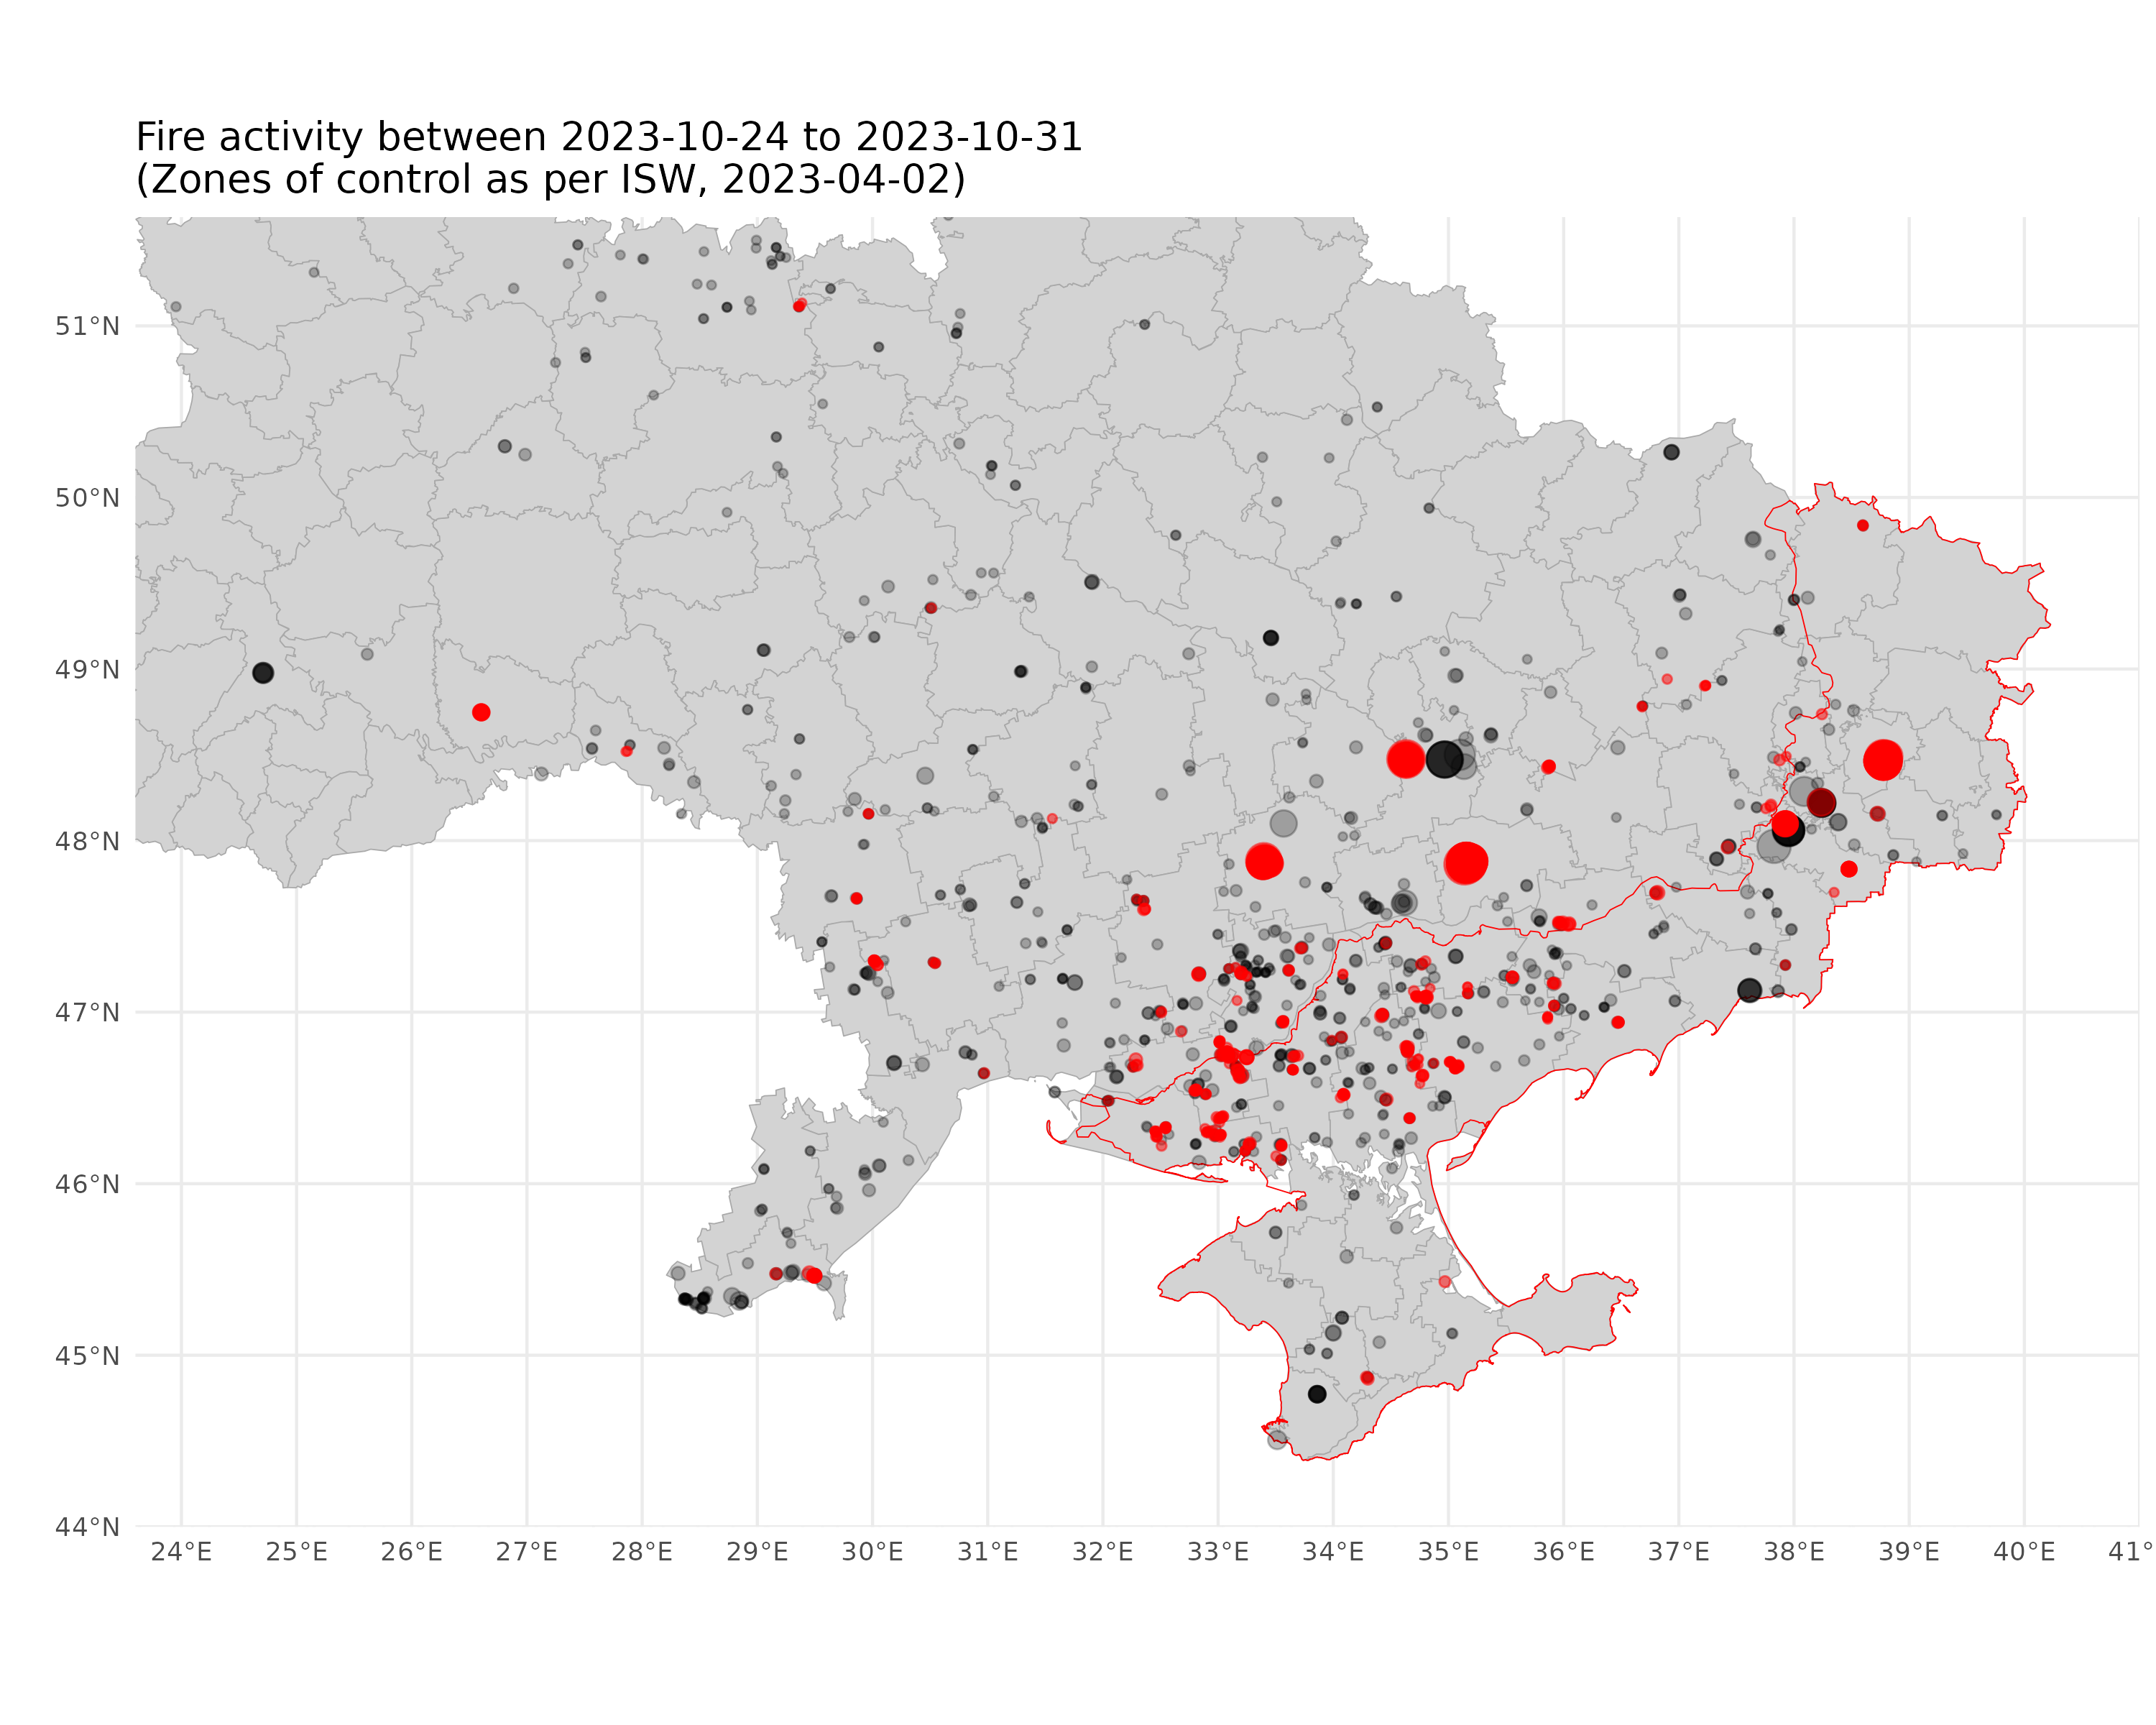 Fire activity between 2023-10-24 to 2023-10-31
(Zones of control as per ISW, 2023-04-02)
51°N
50°N
49°N
48°N
47°N
46°N
45°N
44°N
24°E 25°E 26°E 27°E 28°E 29°E 30°E 31°E 32°E 33°E 34°E 35°E 36°E 37°E 38°E 39°E 40°E 41°